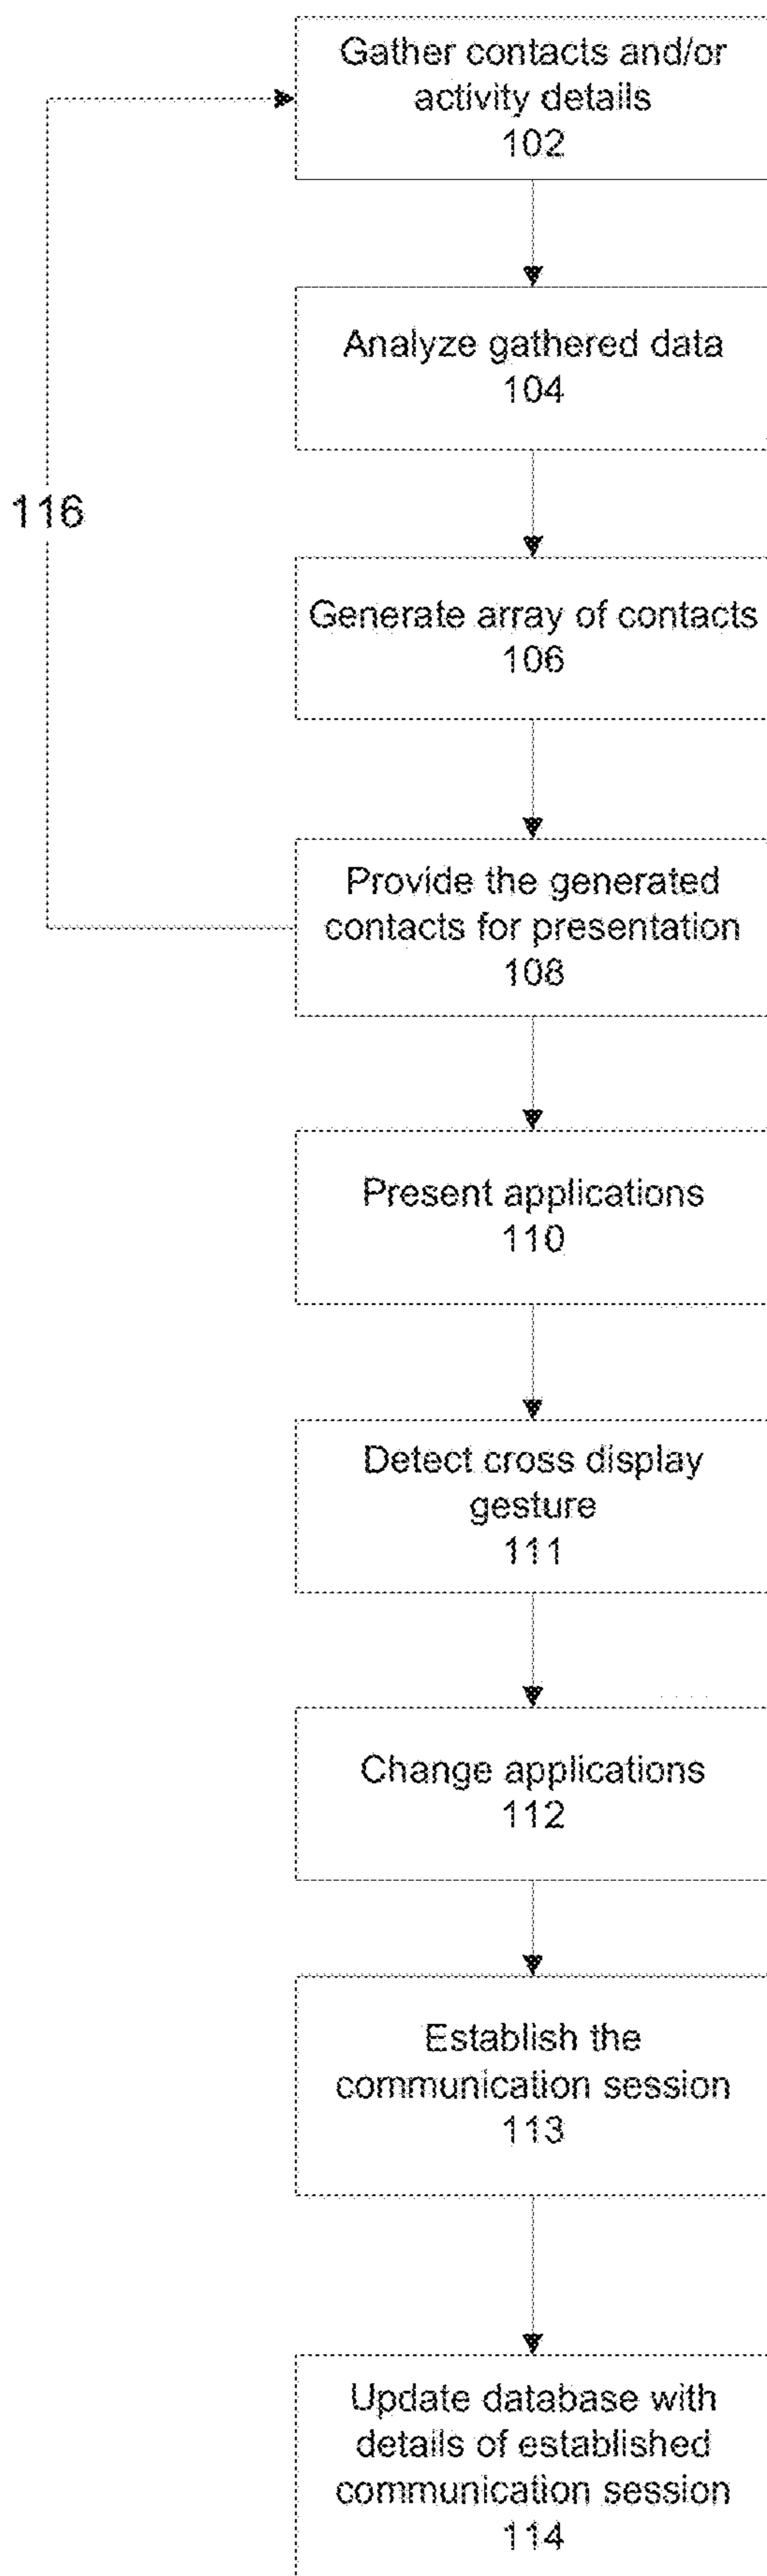 Gather contacts and/or
activity details
102
Analyze gathered data
104
116
Generate array of contacts
106
Provide the generated
contacts for presentation
108
Present applications
110
Detect cross display
gesture
111
Change applications
112
Establish the
communication session
113
Update database with
details of established
communication session
114